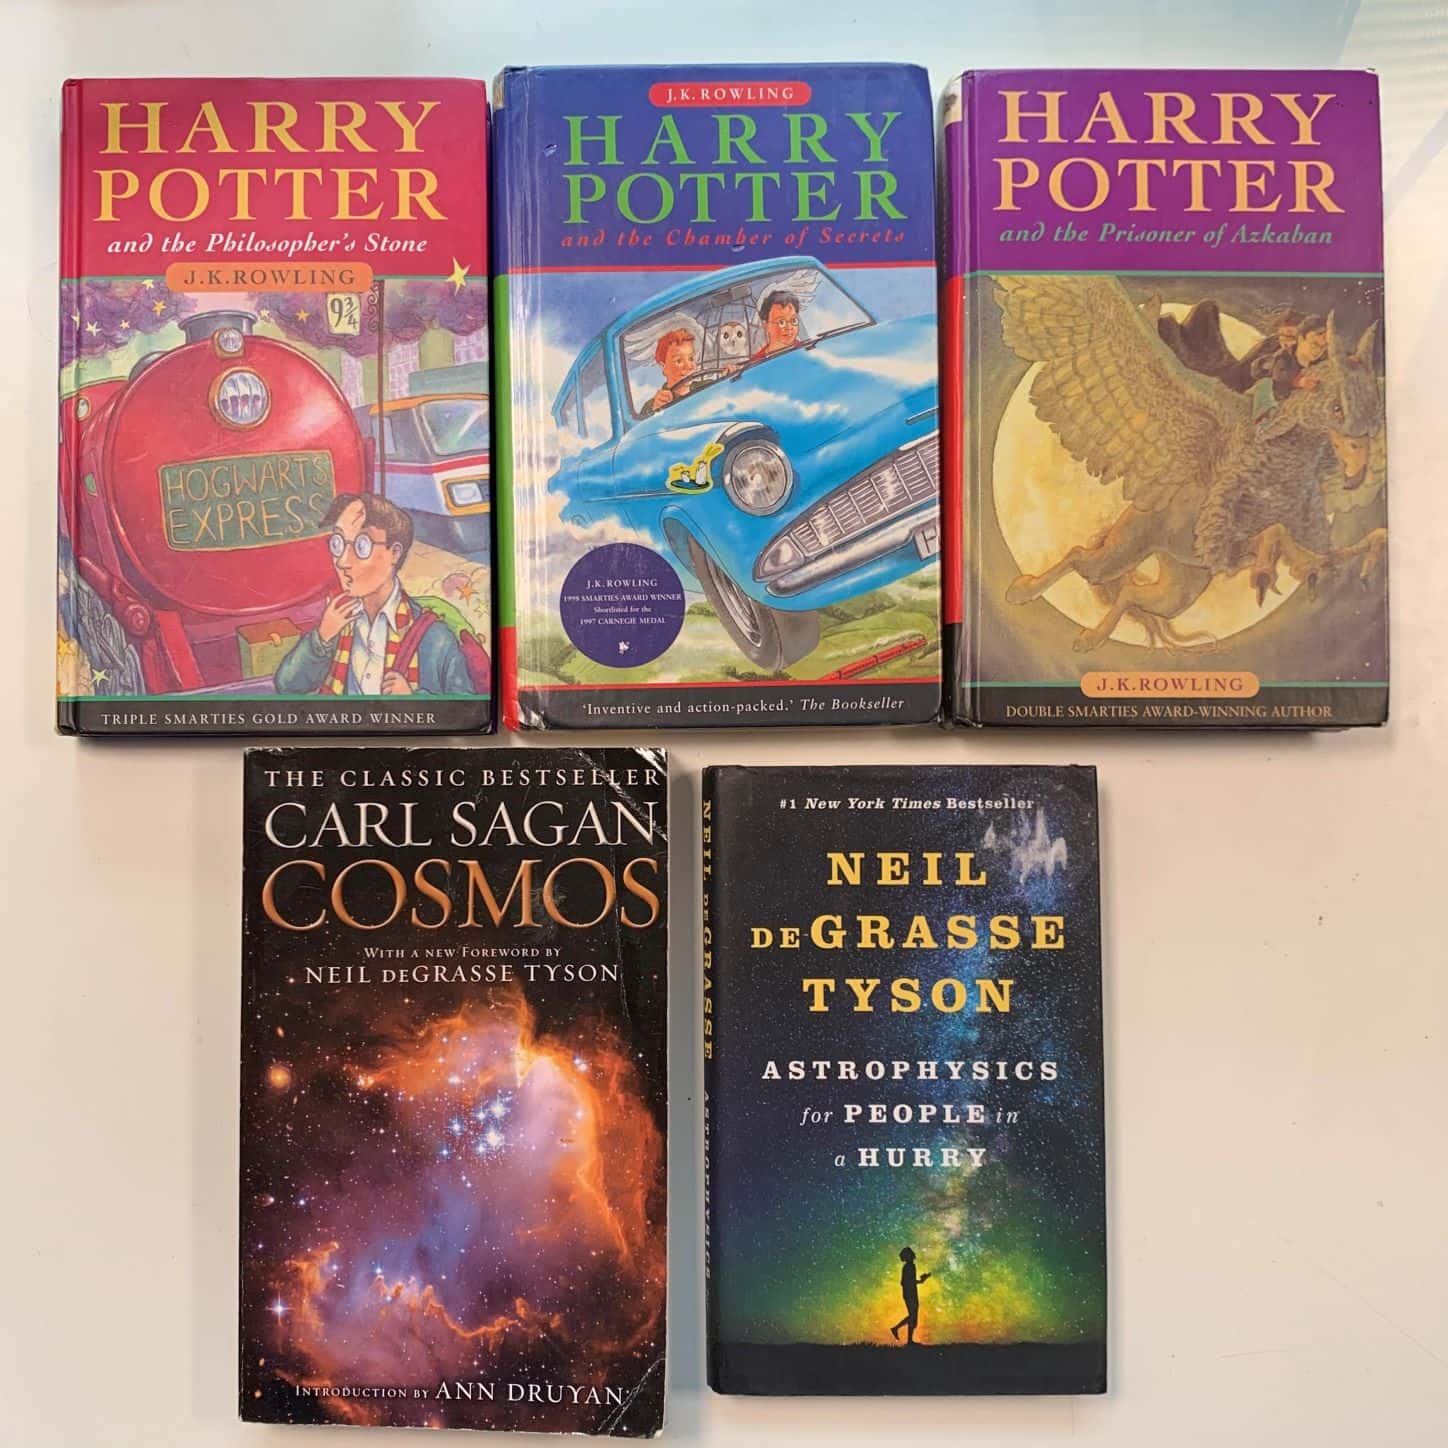 HARRY
POTTER
and the Philosopher's Stone
J.K.ROWLING
9¾
HOGWARTS
EXPRESS
TRIPLE SMARTIES GOLD AWARD WINNER
J.K.ROWLING
HARRY
POTTER
and the Chamber of Secrets
J.K.ROWLING
1998 SMARTIES AWARD WINNER
Shortlisted for the
1997 CARNEGIE MEDAL
'Inventive and action-packed.' The Bookseller
HARRY
POTTER
and the Prisoner of Azkaban
J.K.ROWLING
DOUBLE SMARTIES AWARD-WINNING AUTHOR
THE CLASSIC BESTSELLER
CARL SAGAN
COSMOS
WITH A NEW FOREWORD BY
NEIL DEGRASSE TYSON
INTRODUCTION BY ANN DRUYAN
NEIL DEGRASSE ASTROPHYSICS
#1 New York Times Bestseller
NEIL
DEGRASSE
TYSON
ASTROPHYSICS
for PEOPLE in
a HURRY